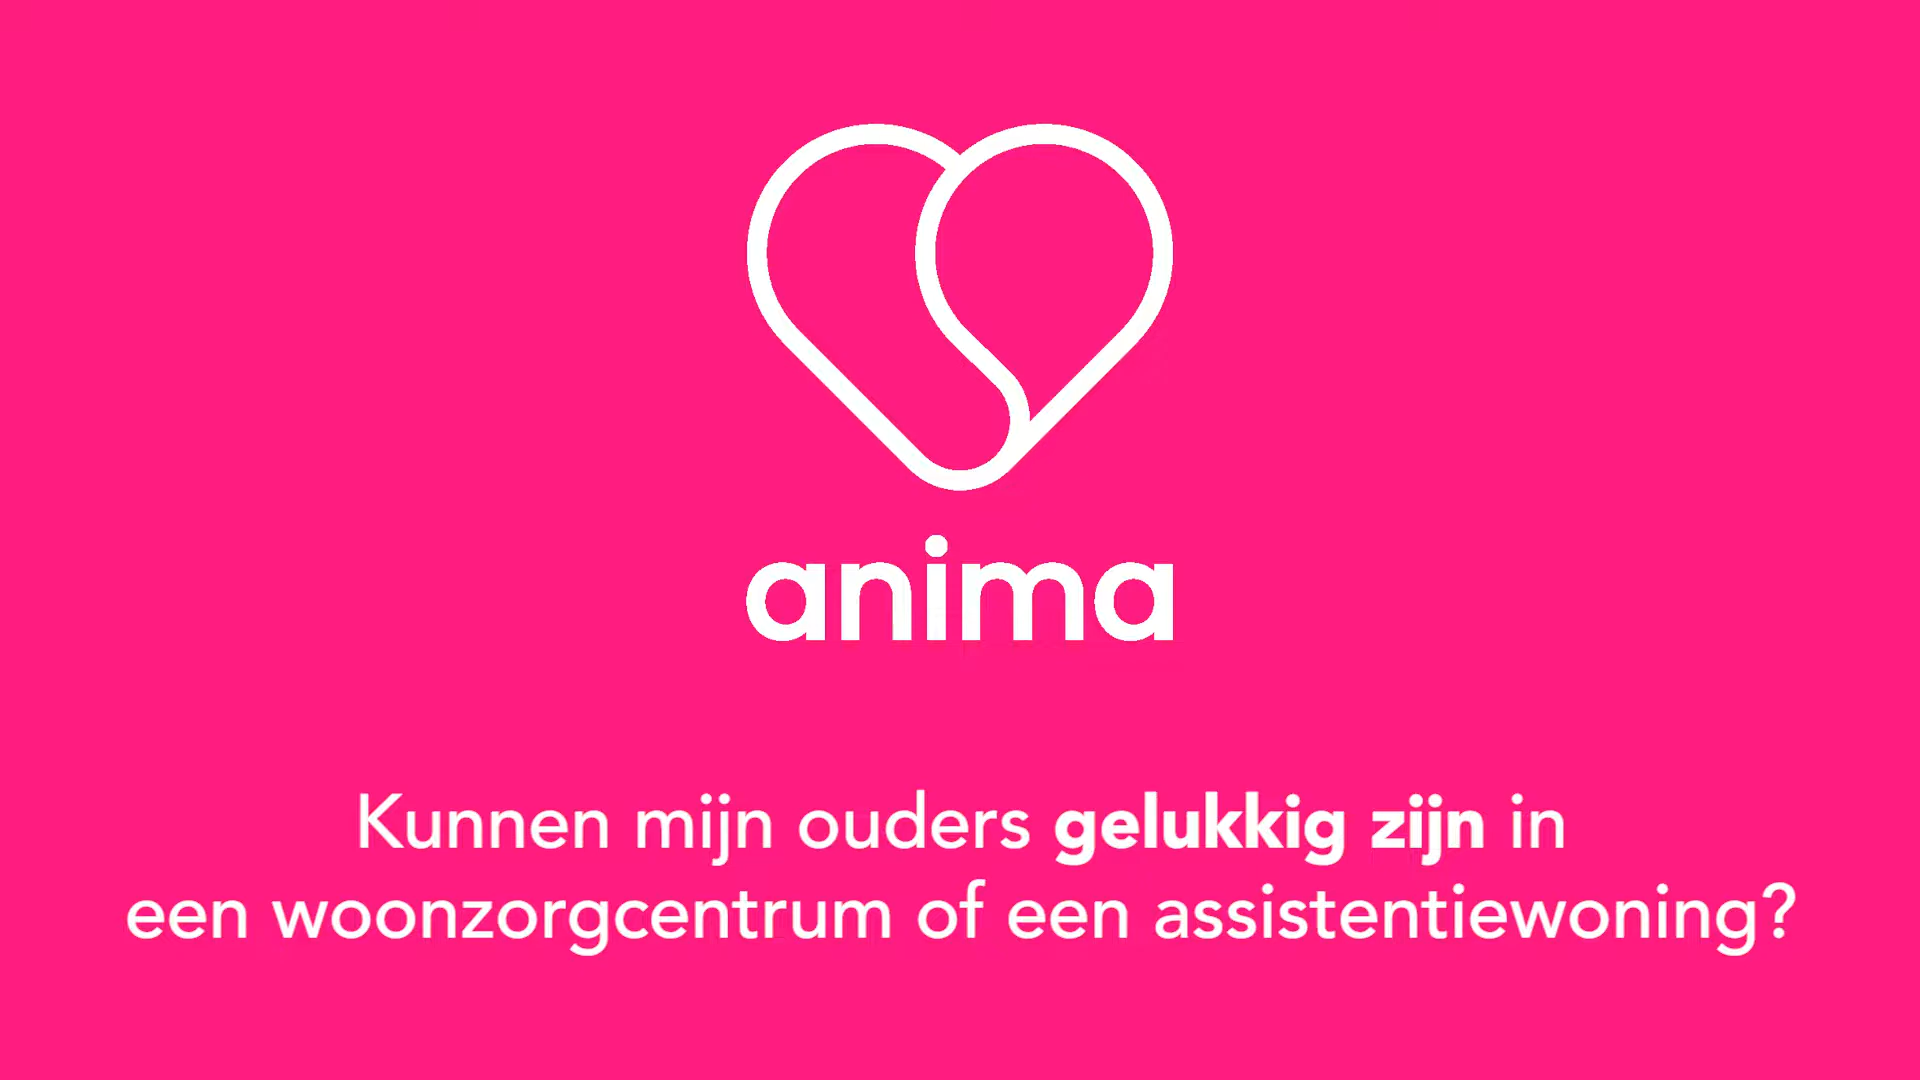 anima
Kunnen mijn ouders gelukkig zijn in
een woonzorgcentrum of een assistentiewoning?